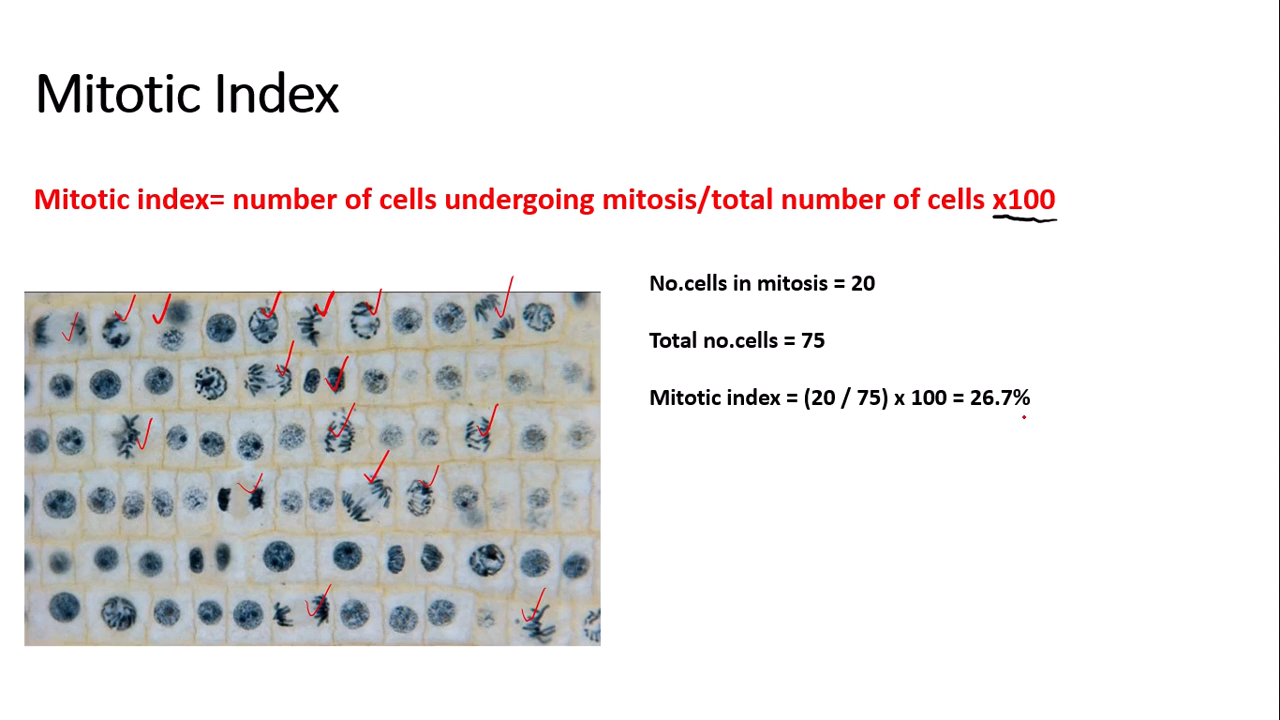 Mitotic Index
Mitotic index= number of cells undergoing mitosis/total number of cells x100
No.cells in mitosis = 20
Total no.cells = 75
Mitotic index = (20 / 75) x 100 = 26.7%